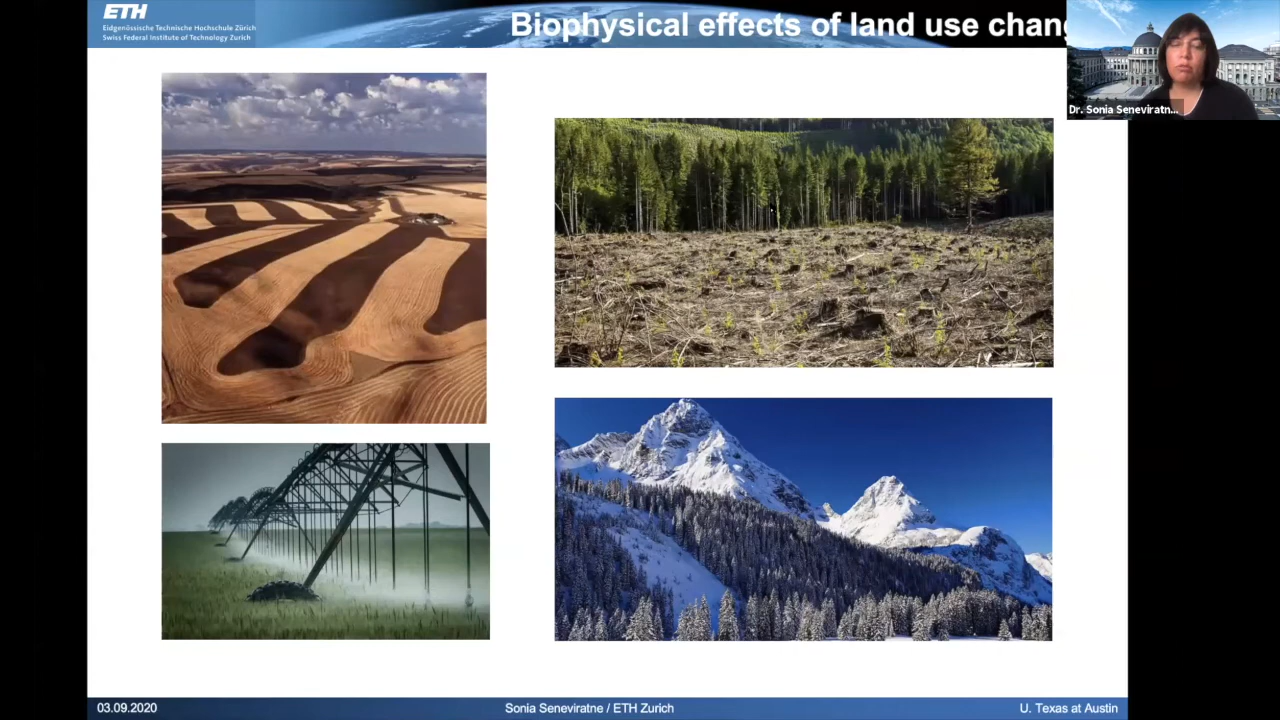 ETH
Eidgenössische Technische Hochschule Zürich
Swiss Federal Institute of Technology Zurich
Biophysical effects of land use chang
Dr. Sonia Seneviratn...
03.09.2020
Sonia Seneviratne / ETH Zurich
U. Texas at Austin